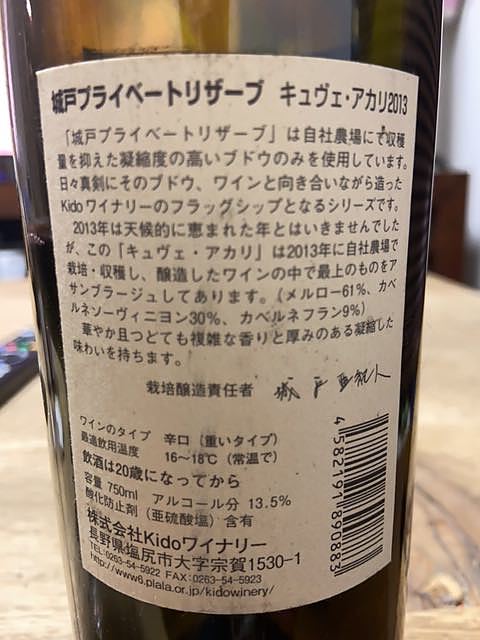 城戸プライベートリザーブ キュヴェ・アカリ2013
「城戸プライベートリザーブ」は自社農場にて収穫
量を抑えた凝縮度の高いブドウのみを使用しています。
日々真剣にそのブドウ、ワインと向き合いながら造った
Kidoワイナリーのフラッグシップとなるシリーズです。
2013年は天候的に恵まれた年とはいきませんでした
が、この「キュヴェ・アカリ」は2013年に自社農場で
栽培・収穫し、醸造したワインの中で最上のものをア
サンブラージュしてあります。(メルロー61%、カベ
ルネソーヴィニヨン30%、カベルネフラン9%)
華やか且つとても複雑な香りと厚みのある凝縮した
味わいを持ちます。
栽培醸造責任者 城戸亜紀人
ワインのタイプ 辛口(重いタイプ)
最適飲用温度 16〜18℃(常温で)
飲酒は20歳になってから
容量 750ml アルコール分 13.5%
酸化防止剤(亜硫酸塩)含有
株式会社Kidoワイナリー
長野県塩尻市大字宗賀1530-1
TEL:0263-54-5922 FAX:0263-54-5923
http://www6.plala.or.jp/kidowinery/
4582191890883